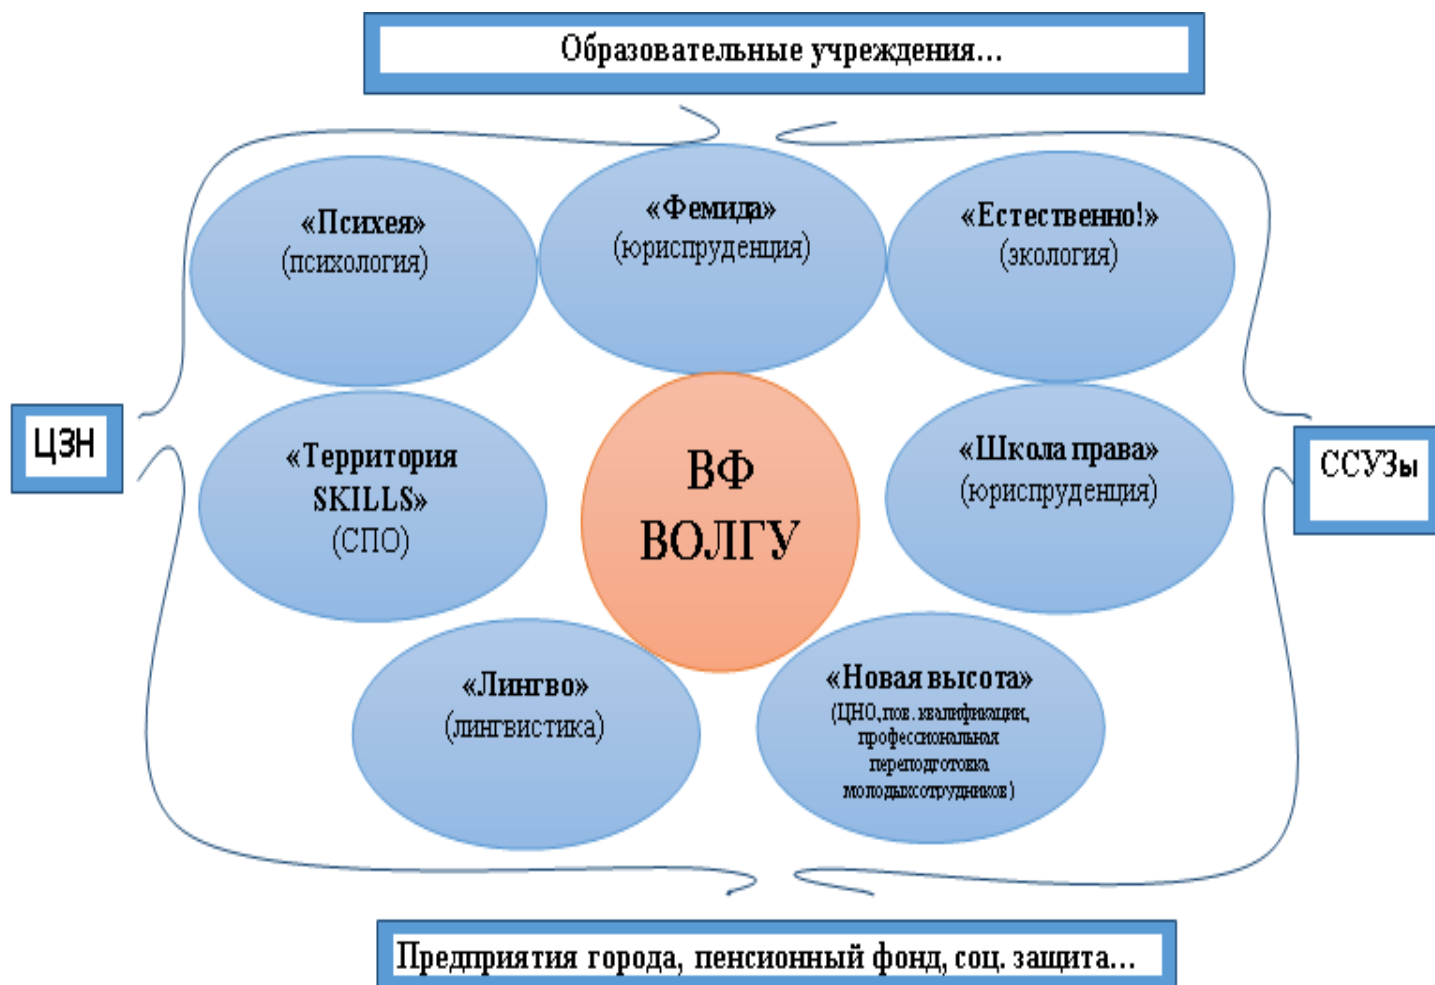 Образовательные учреждения...
«Психея»
(психология)
«Фемида»
(юриспруденция)
«Естественно!»
(экология)
ЦЗН
«Территория
SKILLS»
(СПО)
ВФ
ВОЛГУ
«Школа права»
(юриспруденция)
ССУЗы
«Лингво»
(лингвистика)
«Новая высота»
(ЦНО, пов. квалификации,
профессиональная
переподготовка
молодых сотрудников)
Предприятия города, пенсионный фонд, соц. защита...